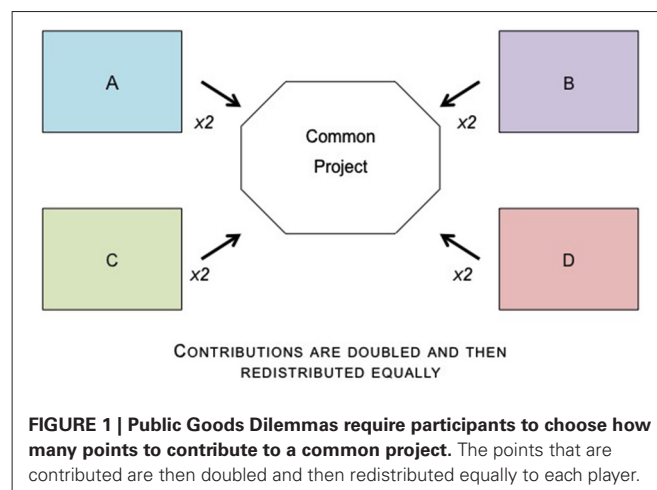 A
B
x2
x2
Common
Project
C
D
x2
x2
CONTRIBUTIONS ARE DOUBLED AND THEN
REDISTRIBUTED EQUALLY
FIGURE 1 | Public Goods Dilemmas require participants to choose how
many points to contribute to a common project. The points that are
contributed are then doubled and then redistributed equally to each player.